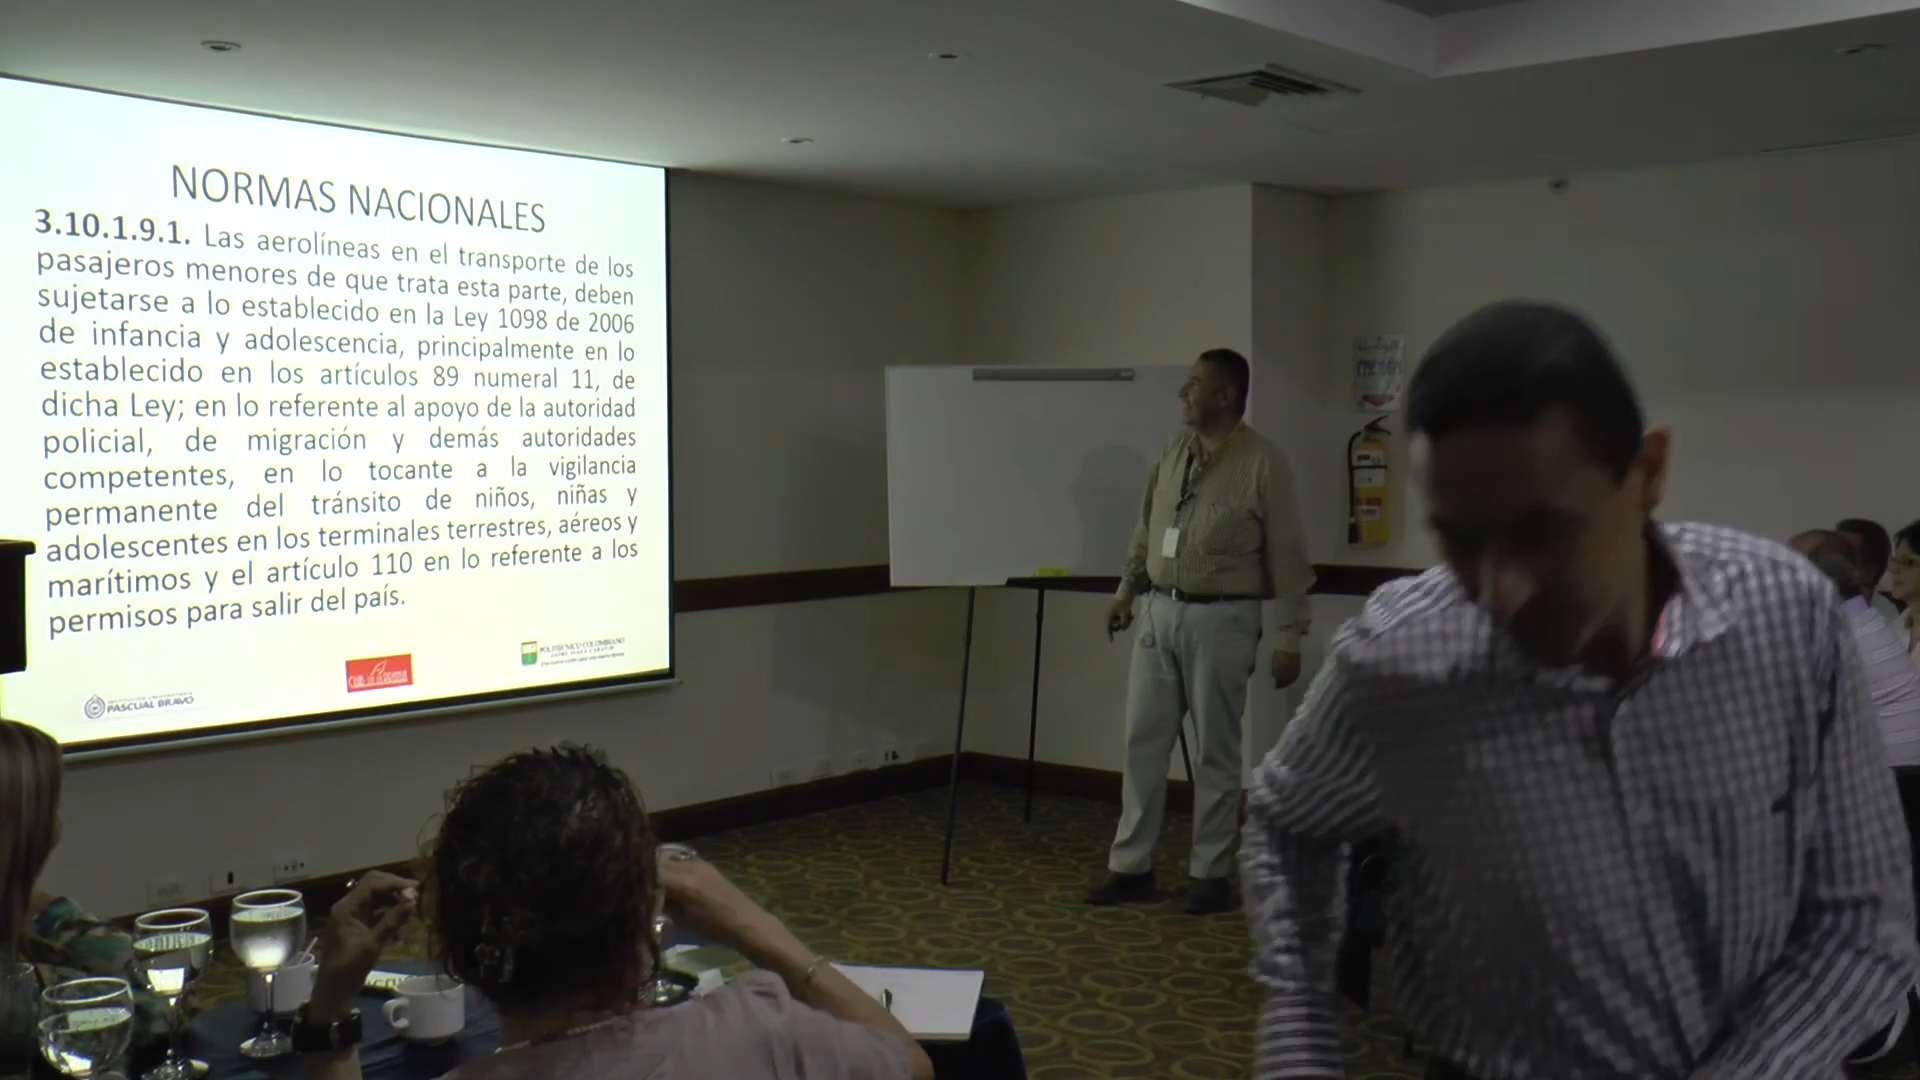 NORMAS NACIONALES
3.10.1.9.1. Las aerolíneas en el transporte de los
pasajeros menores de que trata esta parte, deben
sujetarse a lo establecido en la Ley 1098 de 2006
de infancia y adolescencia, principalmente en lo
establecido en los artículos 89 numeral 11, de
dicha Ley; en lo referente al apoyo de la autoridad
policial, de migración y demás autoridades
competentes, en lo tocante a la vigilancia
permanente del tránsito de niños, niñas y
adolescentes en los terminales terrestres, aéreos y
marítimos y el artículo 110 en lo referente a los
permisos para salir del país.
POLITÉCNICO COLOMBIANO
PASCUAL BRAVO